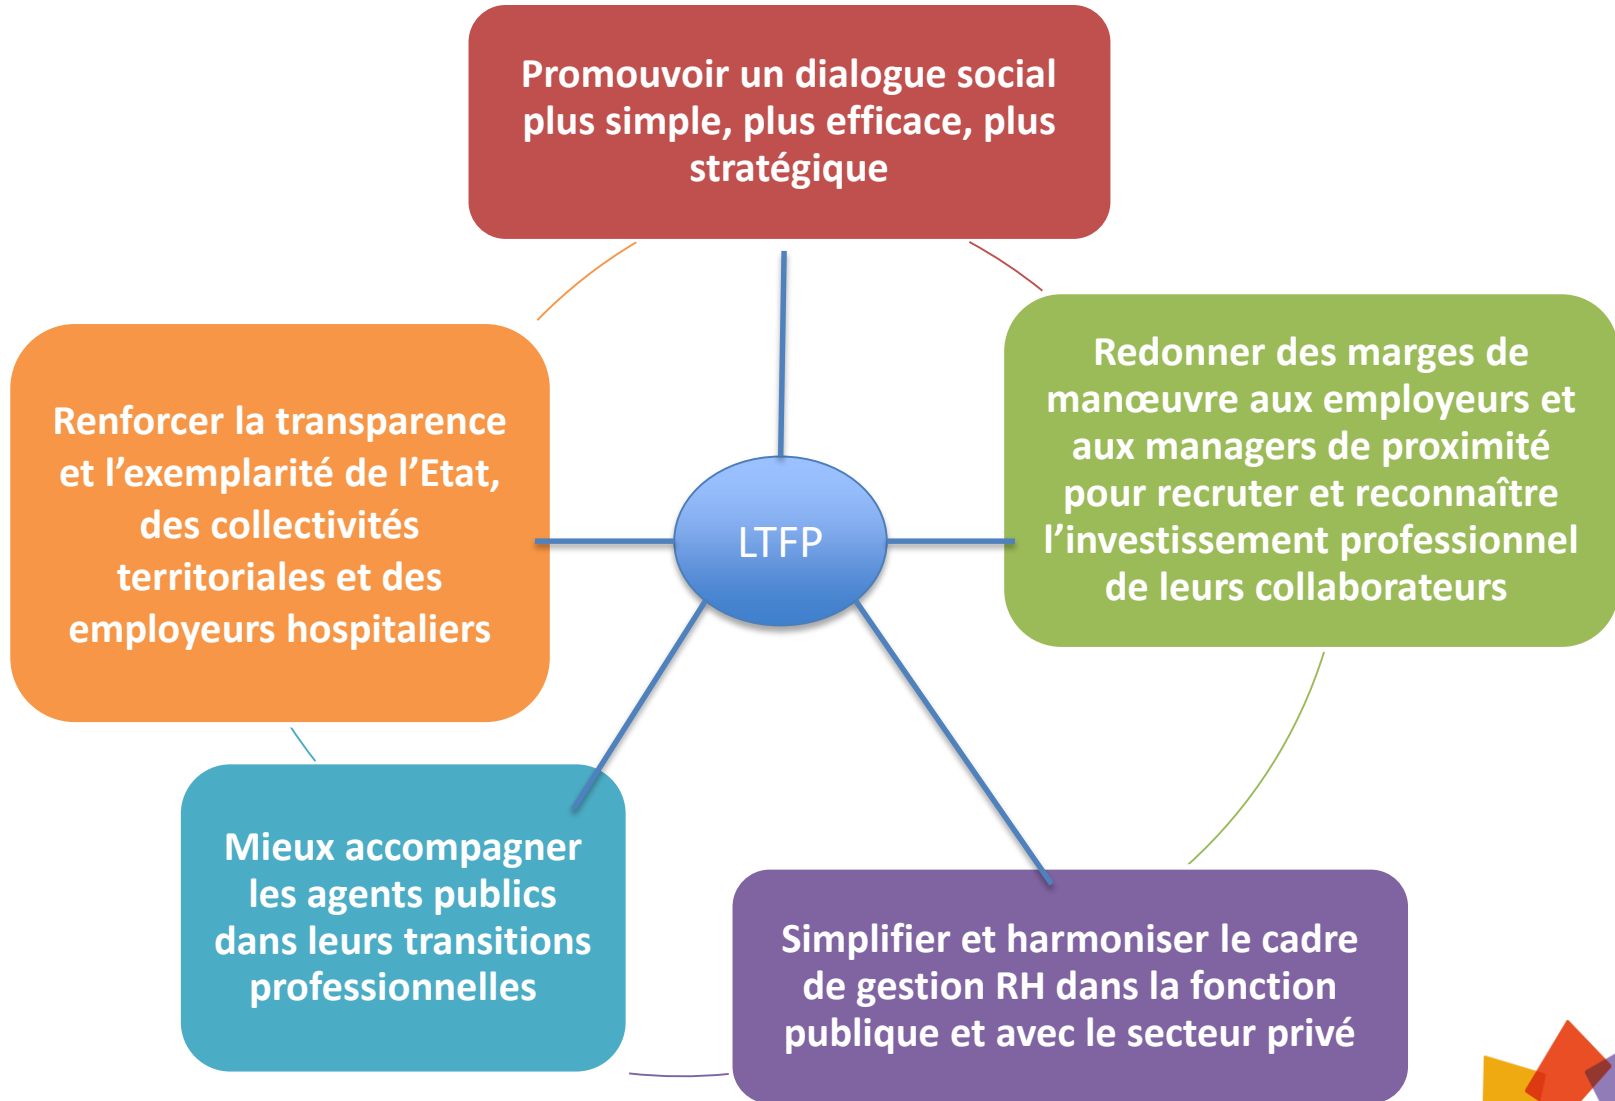 Promouvoir un dialogue social
plus simple, plus efficace, plus
stratégique
Redonner des marges de
manœuvre aux employeurs et
aux managers de proximité
pour recruter et reconnaître
l’investissement professionnel
de leurs collaborateurs
Renforcer la transparence
et l’exemplarité de l’Etat,
des collectivités
territoriales et des
employeurs hospitaliers
LTFP
Mieux accompagner
les agents publics
dans leurs transitions
professionnelles
Simplifier et harmoniser le cadre
de gestion RH dans la fonction
publique et avec le secteur privé